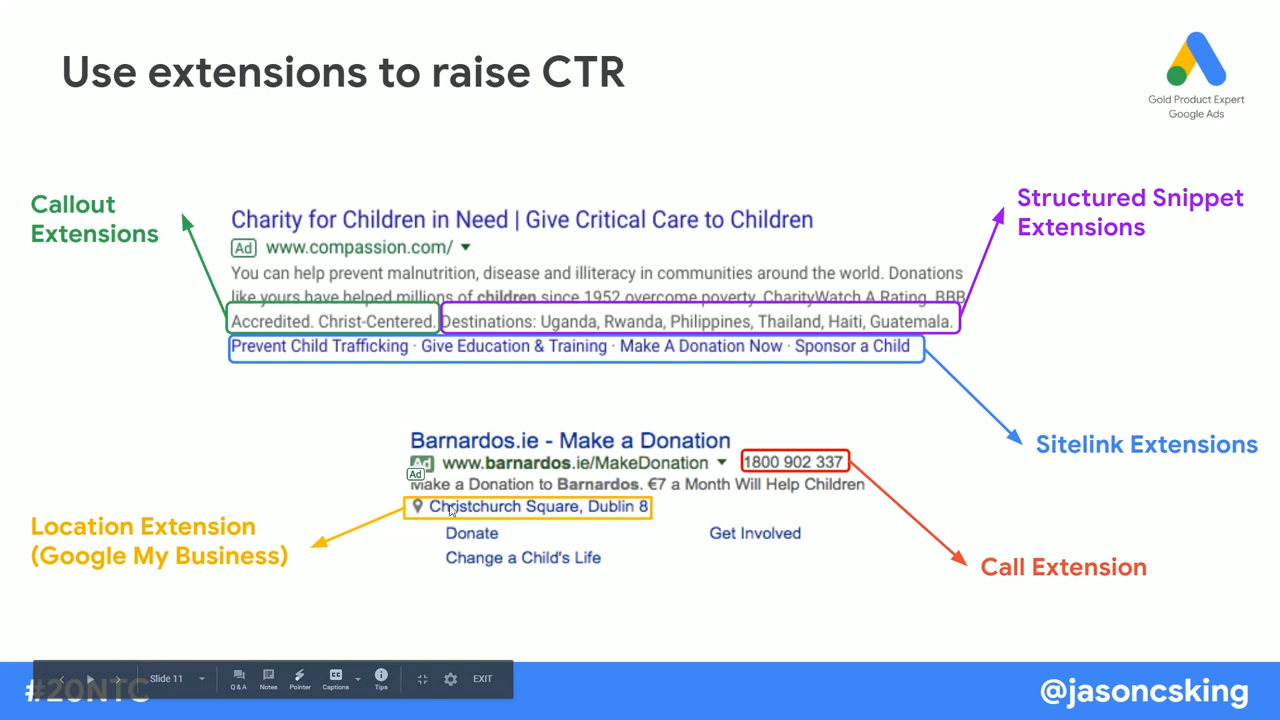 Use extensions to raise CTR
Gold Product Expert
Google Ads
Callout
Extensions
Structured Snippet
Extensions
Charity for Children in Need | Give Critical Care to Children
Ad www.compassion.com/
You can help prevent malnutrition, disease and illiteracy in communities around the world. Donations
like yours have helped millions of children since 1952 overcome poverty. CharityWatch A Rating. BBB
Accredited. Christ-Centered. Destinations: Uganda, Rwanda, Philippines, Thailand, Haiti, Guatemala.
Prevent Child Trafficking · Give Education & Training · Make A Donation Now · Sponsor a Child
Sitelink Extensions
Barnardos.ie - Make a Donation
Ad www.barnardos.ie/MakeDonation 1800 902 337
Ad
Make a Donation to Barnardos. €7 a Month Will Help Children
Christchurch Square, Dublin 8
Donate Get Involved
Change a Child's Life
Location Extension
(Google My Business)
Call Extension
Slide 11 Q&A Notes Pointer Captions Tips EXIT
#20NTC
@jasoncsking